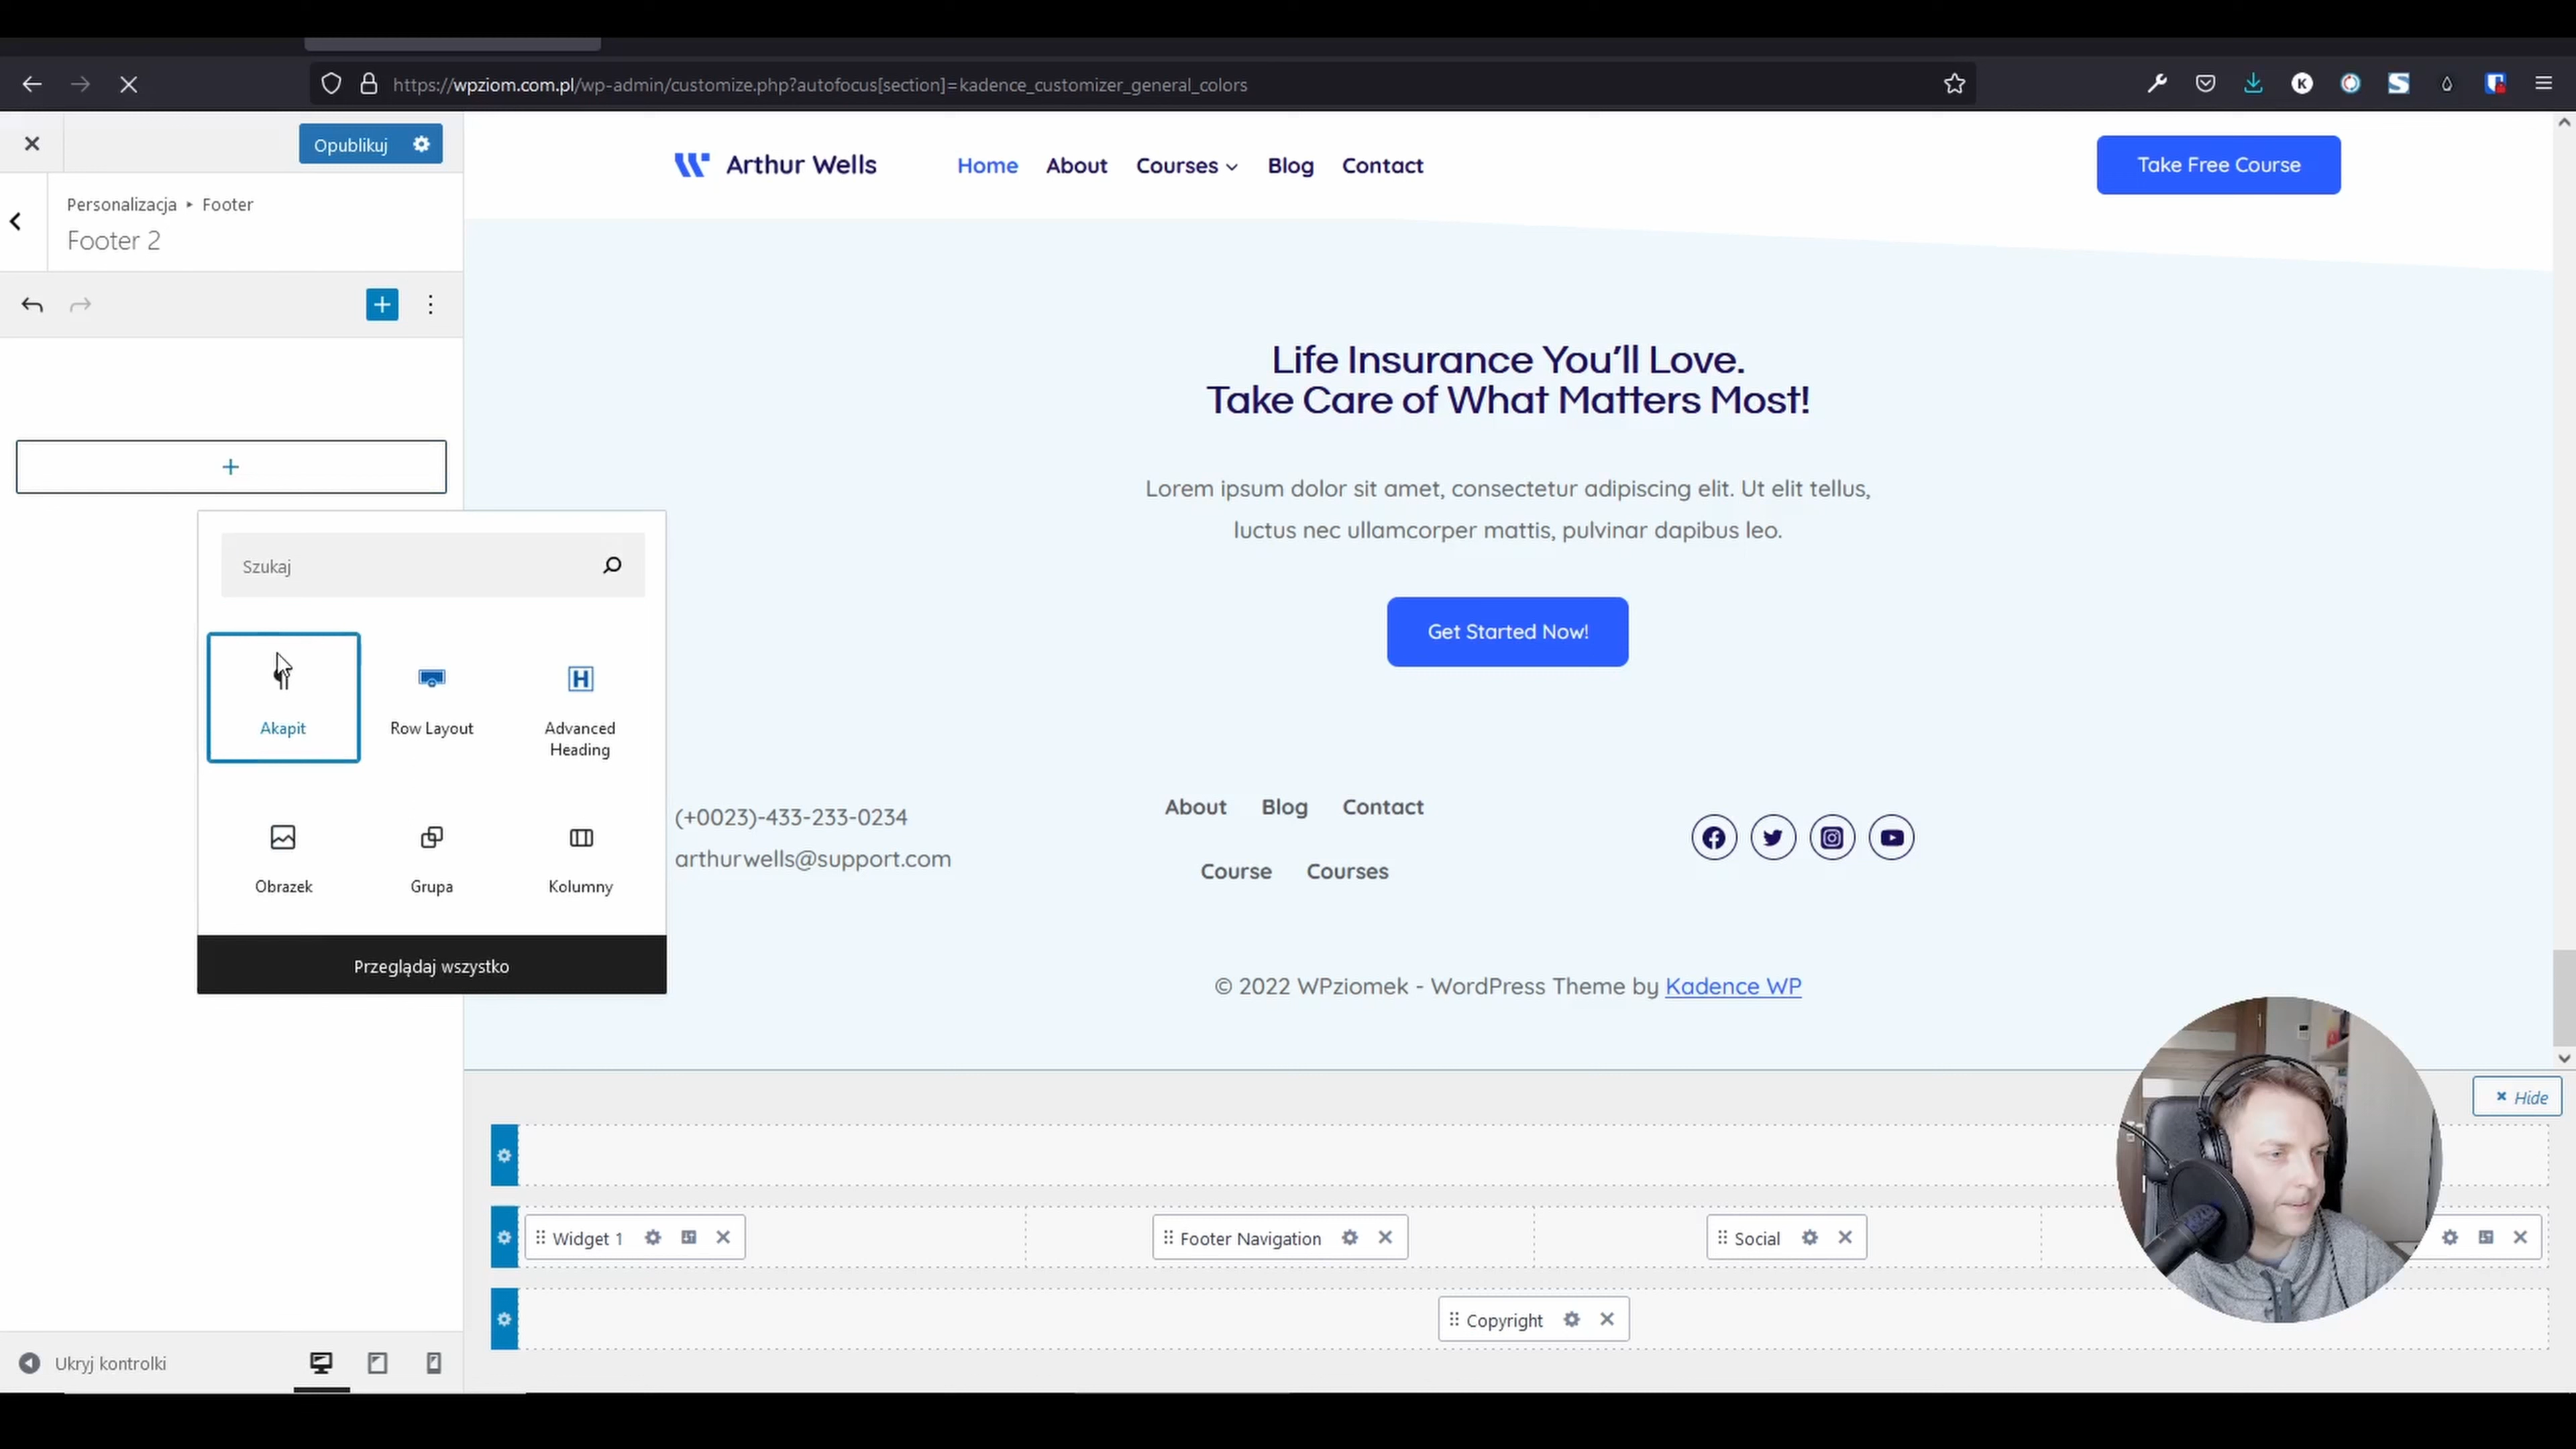 https://wpziom.com.pl/wp-admin/customize.php?autofocus[section]=kadence_customizer_general_colors
Opublikuj
Personalizacja ▸ Footer
Footer 2
Szukaj
Akapit
Row Layout
Advanced
Heading
Obrazek
Grupa
Kolumny
Przeglądaj wszystko
Ukryj kontrolki
Arthur Wells
Home
About
Courses
Blog
Contact
Take Free Course
Life Insurance You’ll Love.
Take Care of What Matters Most!
Lorem ipsum dolor sit amet, consectetur adipiscing elit. Ut elit tellus,
luctus nec ullamcorper mattis, pulvinar dapibus leo.
Get Started Now!
(+0023)-433-233-0234
arthurwells@support.com
About Blog Contact
Course Courses
© 2022 WPziomek - WordPress Theme by Kadence WP
Hide
Widget 1
Footer Navigation
Social
Copyright